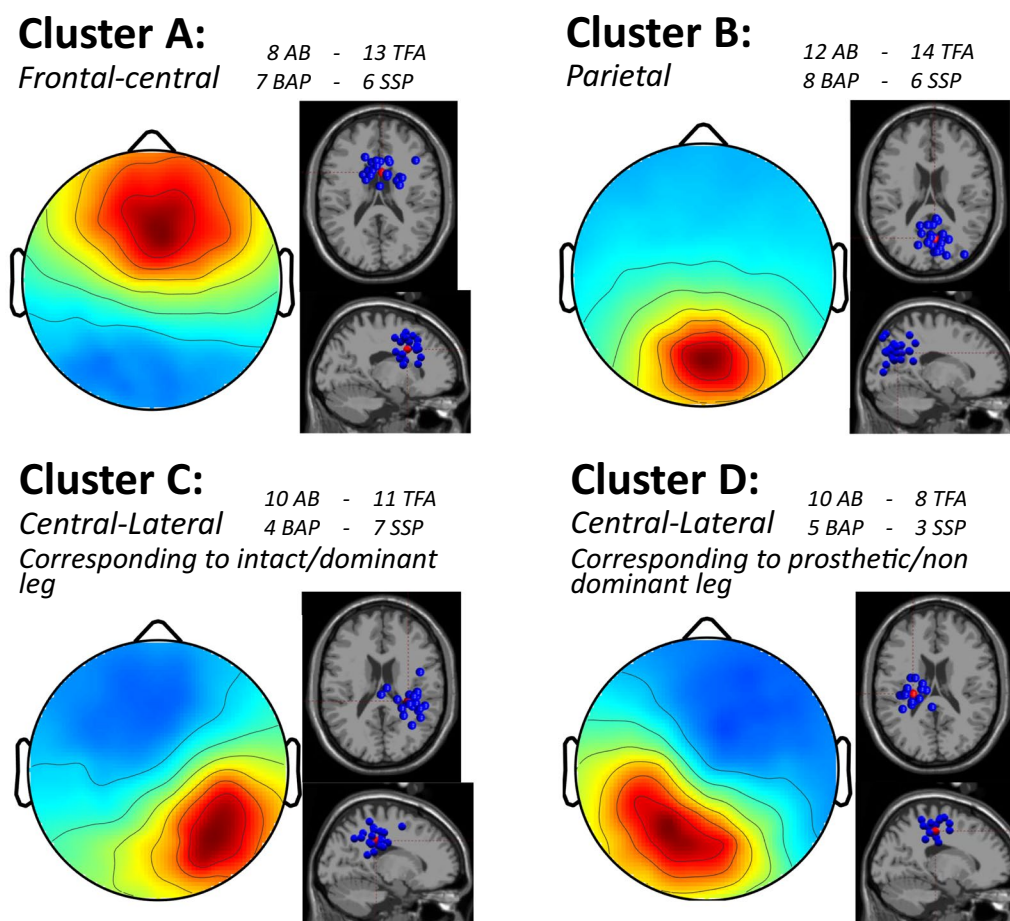 Cluster A:
8 AB - 13 TFA
Frontal-central
7 BAP - 6 SSP
Cluster B:
12 AB - 14 TFA
Parietal
8 BAP - 6 SSP
Cluster C:
10 AB - 11 TFA
Central-Lateral
4 BAP - 7 SSP
Corresponding to intact/dominant
leg
Cluster D:
10 AB - 8 TFA
Central-Lateral
5 BAP - 3 SSP
Corresponding to prosthetic/non
dominant leg